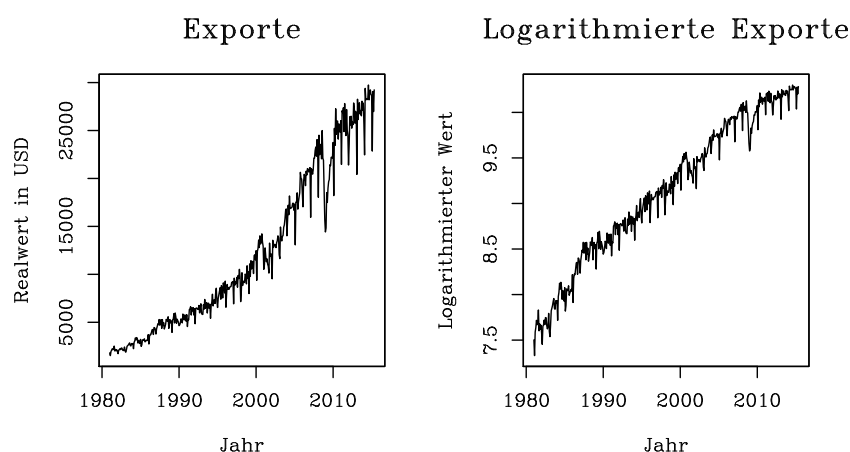 Exporte
Realwert in USD
5000
15000
25000
1980 1990 2000 2010
Jahr
Logarithmierte Exporte
Logarithmierter Wert
7.5
8.5
9.5
1980 1990 2000 2010
Jahr